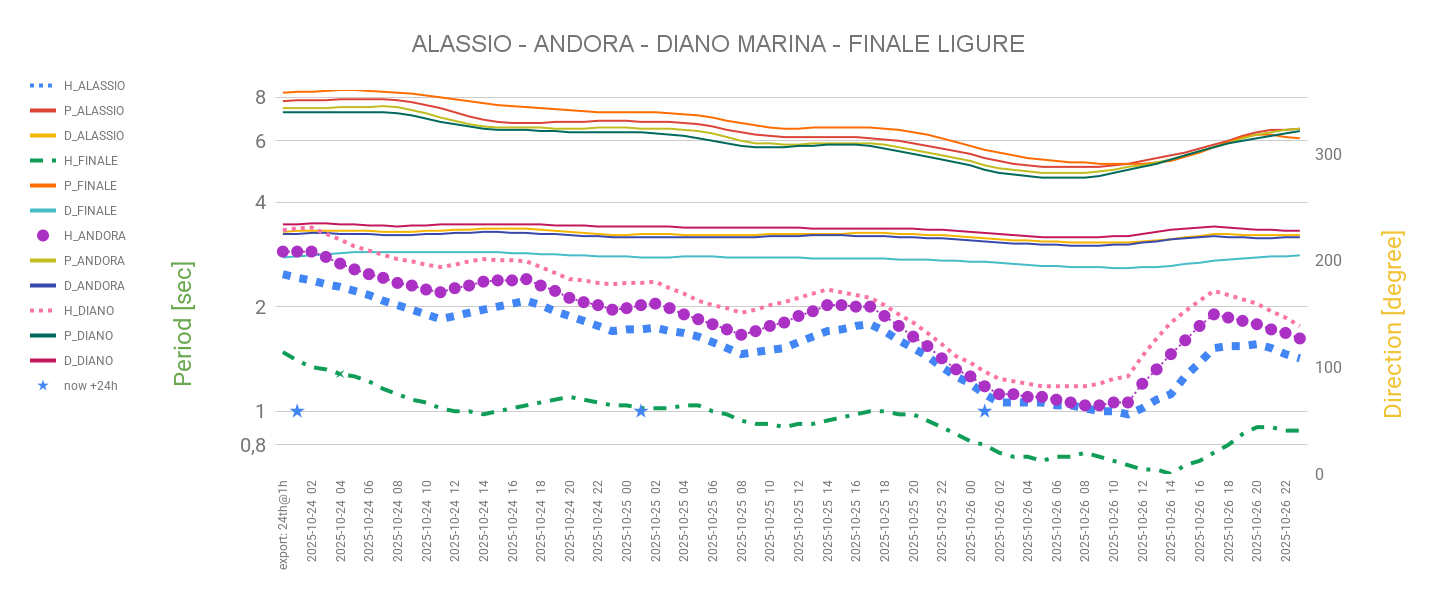 ALASSIO - ANDORA - DIANO MARINA - FINALE LIGURE
H_ALASSIO
P_ALASSIO
D_ALASSIO
H_FINALE
P_FINALE
D_FINALE
H_ANDORA
P_ANDORA
D_ANDORA
H_DIANO
P_DIANO
D_DIANO
now +24h
Period [sec]
8
6
4
2
1
0,8
300
200
100
0
Direction [degree]
export: 24th@1h
2025-10-24 02
2025-10-24 04
2025-10-24 06
2025-10-24 08
2025-10-24 10
2025-10-24 12
2025-10-24 14
2025-10-24 16
2025-10-24 18
2025-10-24 20
2025-10-24 22
2025-10-25 00
2025-10-25 02
2025-10-25 04
2025-10-25 06
2025-10-25 08
2025-10-25 10
2025-10-25 12
2025-10-25 14
2025-10-25 16
2025-10-25 18
2025-10-25 20
2025-10-25 22
2025-10-26 00
2025-10-26 02
2025-10-26 04
2025-10-26 06
2025-10-26 08
2025-10-26 10
2025-10-26 12
2025-10-26 14
2025-10-26 16
2025-10-26 18
2025-10-26 20
2025-10-26 22